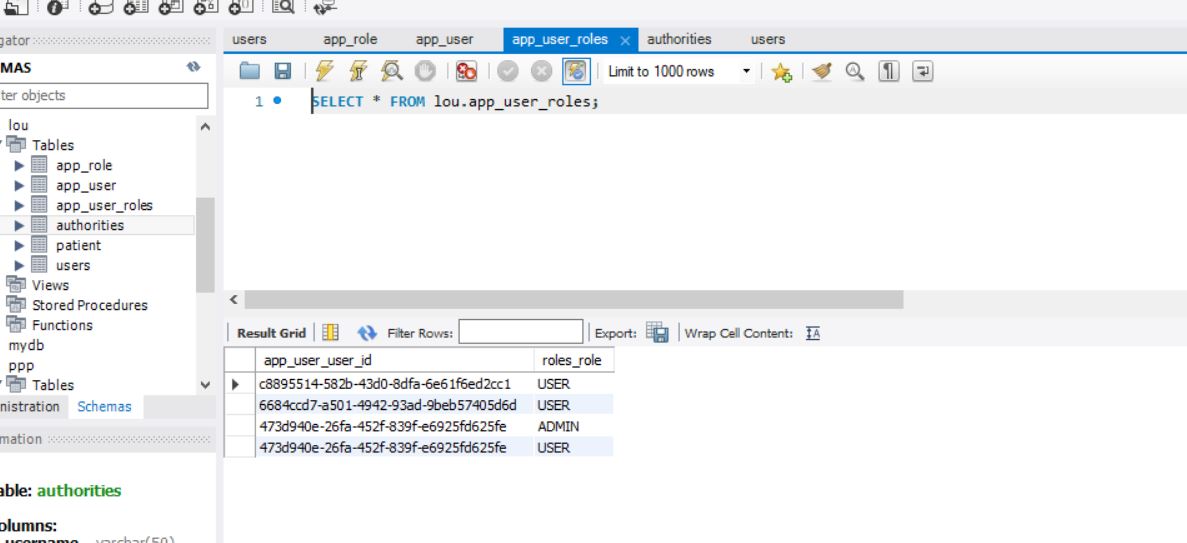 users app_role app_user app_user_roles authorities users
gator
MAS
ter objects
Limit to 1000 rows
1 SELECT * FROM lou.app_user_roles;
lou
Tables
app_role
app_user
app_user_roles
authorities
patient
users
Views
Stored Procedures
Functions
mydb
ppp
Tables
nistration Schemas
mation
able: authorities
olumns:
username varchar(50)
Result Grid Filter Rows: Export: Wrap Cell Content:
app_user_user_id roles_role
c8895514-582b-43d0-8dfa-6e61f6ed2cc1 USER
6684ccd7-a501-4942-93ad-9beb57405d6d USER
473d940e-26fa-452f-839f-e6925fd625fe ADMIN
473d940e-26fa-452f-839f-e6925fd625fe USER